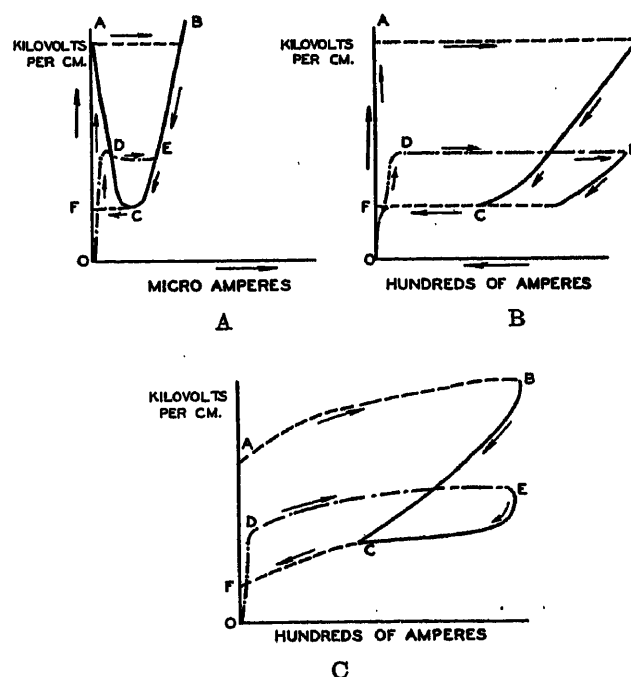 A
B
KILOVOLTS
PER CM.
D
E
F
C
O
MICRO AMPERES
A
A
KILOVOLTS
PER CM.
D
F
C
O
HUNDREDS OF AMPERES
B
KILOVOLTS
PER CM.
B
A
E
D
C
F
O
HUNDREDS OF AMPERES
C